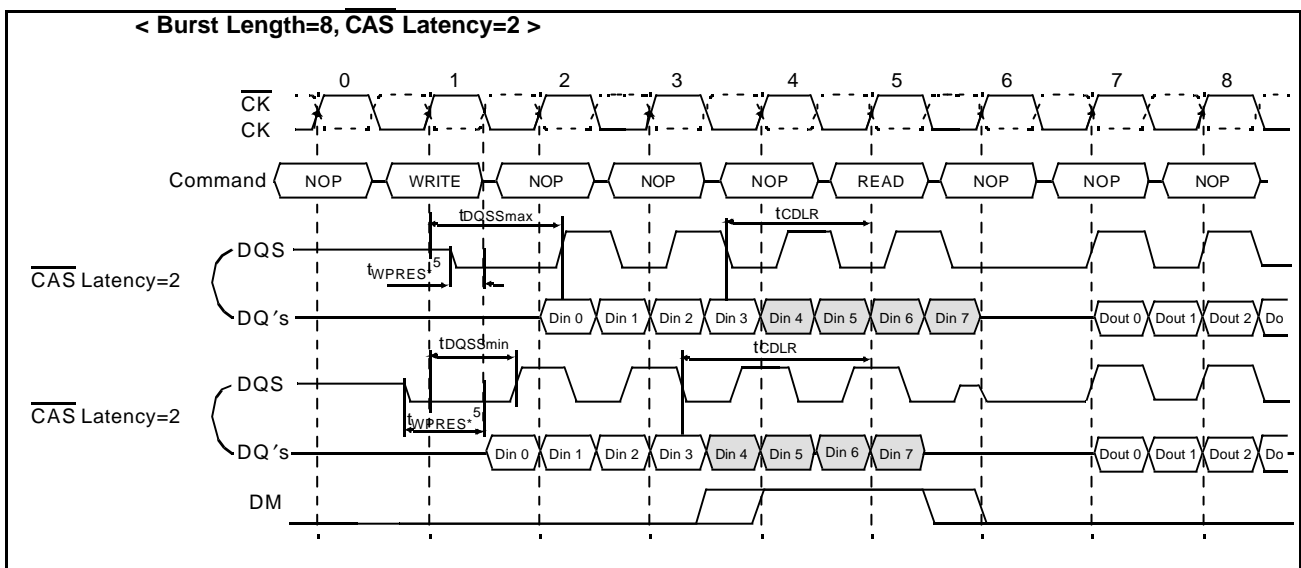 < Burst Length=8, CAS Latency=2 >
0 1 2 3 4 5 6 7 8
CK
CK
Command NOP WRITE NOP NOP NOP READ NOP NOP NOP
tDQSSmax tCDLR
DQS
tWPRES*5
CAS Latency=2
DQ's Din 0 Din 1 Din 2 Din 3 Din 4 Din 5 Din 6 Din 7 Dout 0 Dout 1 Dout 2 Do
tDQSSmin tCDLR
DQS
CAS Latency=2
tWPRES*5
DQ's Din 0 Din 1 Din 2 Din 3 Din 4 Din 5 Din 6 Din 7 Dout 0 Dout 1 Dout 2 Do
DM